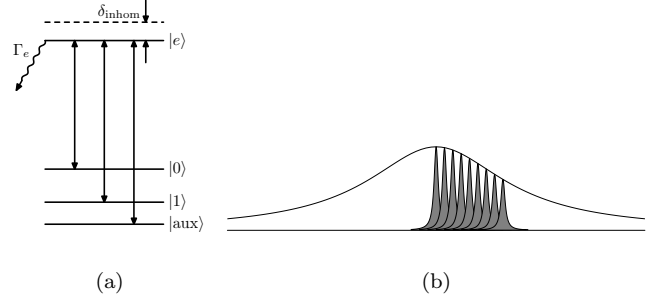 δ_inhom
|e⟩
Γ_e
|0⟩
|1⟩
|aux⟩
(a)
(b)